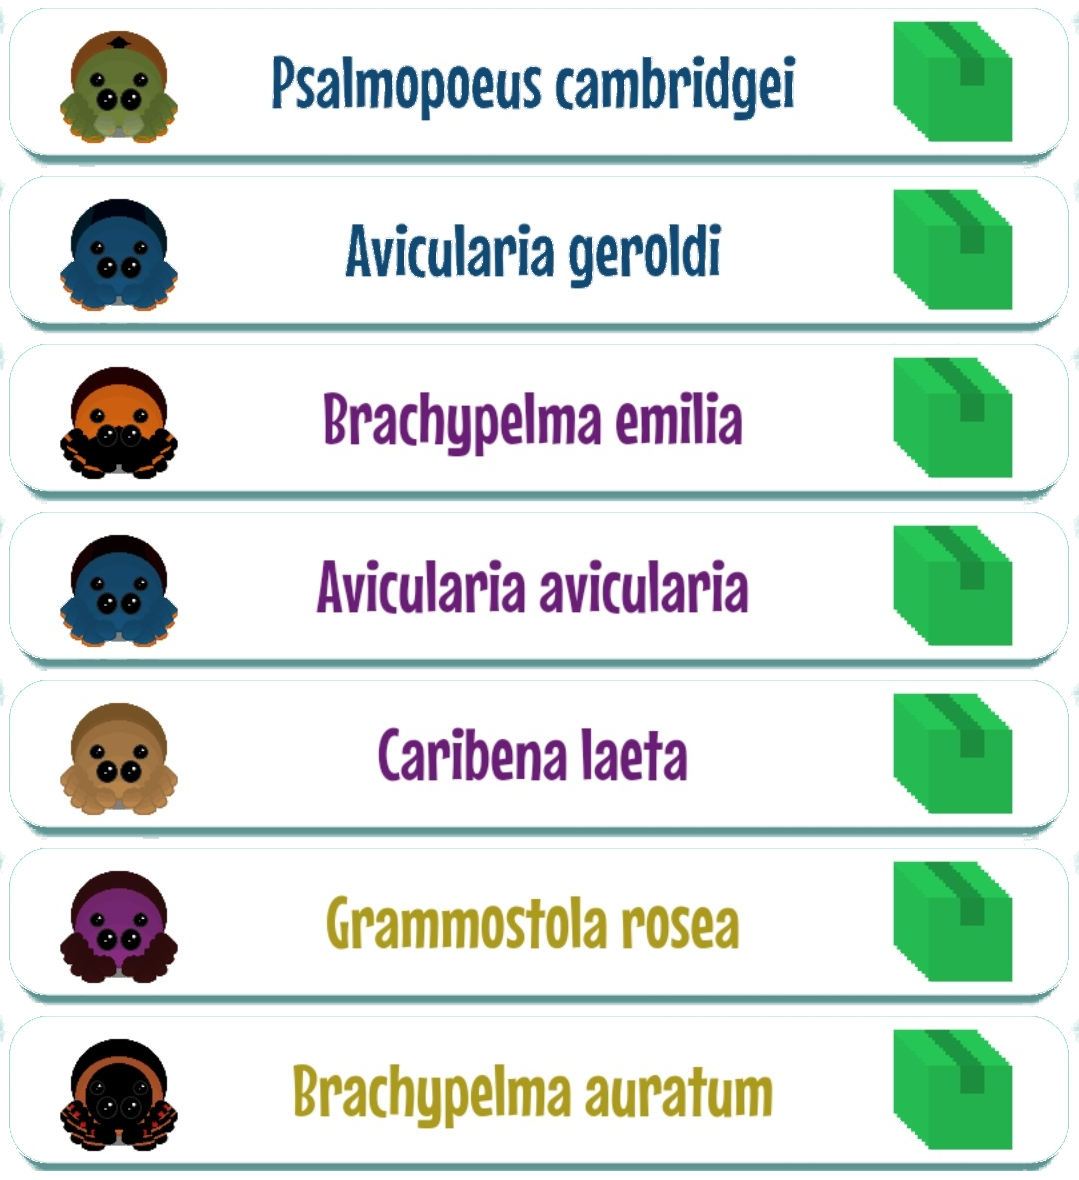 Psalmopoeus cambridgei
Avicularia geroldi
Brachypelma emilia
Avicularia avicularia
Caribena laeta
Grammostola rosea
Brachypelma auratum